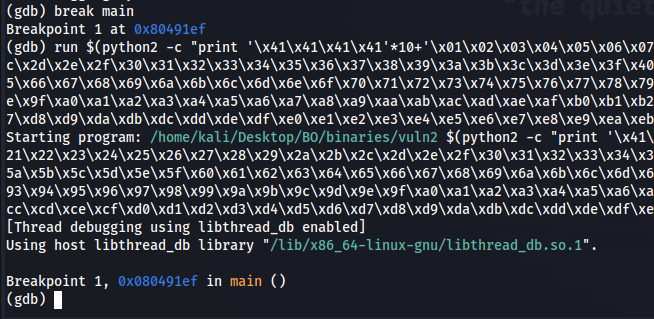 "the quiet
(gdb) break main
Breakpoint 1 at 0x80491ef
(gdb) run $(python2 -c "print '\x41\x41\x41\x41'*10+'\x01\x02\x03\x04\x05\x06\x07
c\x2d\x2e\x2f\x30\x31\x32\x33\x34\x35\x36\x37\x38\x39\x3a\x3b\x3c\x3d\x3e\x3f\x40
5\x66\x67\x68\x69\x6a\x6b\x6c\x6d\x6e\x6f\x70\x71\x72\x73\x74\x75\x76\x77\x78\x79
e\x9f\xa0\xa1\xa2\xa3\xa4\xa5\xa6\xa7\xa8\xa9\xaa\xab\xac\xad\xae\xaf\xb0\xb1\xb2
7\xd8\xd9\xda\xdb\xdc\xdd\xde\xdf\xe0\xe1\xe2\xe3\xe4\xe5\xe6\xe7\xe8\xe9\xea\xeb
Starting program: /home/kali/Desktop/BO/binaries/vuln2 $(python2 -c "print '\x41\
21\x22\x23\x24\x25\x26\x27\x28\x29\x2a\x2b\x2c\x2d\x2e\x2f\x30\x31\x32\x33\x34\x3
5a\x5b\x5c\x5d\x5e\x5f\x60\x61\x62\x63\x64\x65\x66\x67\x68\x69\x6a\x6b\x6c\x6d\x6
93\x94\x95\x96\x97\x98\x99\x9a\x9b\x9c\x9d\x9e\x9f\xa0\xa1\xa2\xa3\xa4\xa5\xa6\xa
cc\xcd\xce\xcf\xd0\xd1\xd2\xd3\xd4\xd5\xd6\xd7\xd8\xd9\xda\xdb\xdc\xdd\xde\xdf\xe
[Thread debugging using libthread_db enabled]
Using host libthread_db library "/lib/x86_64-linux-gnu/libthread_db.so.1".
Breakpoint 1, 0x080491ef in main ()
(gdb)